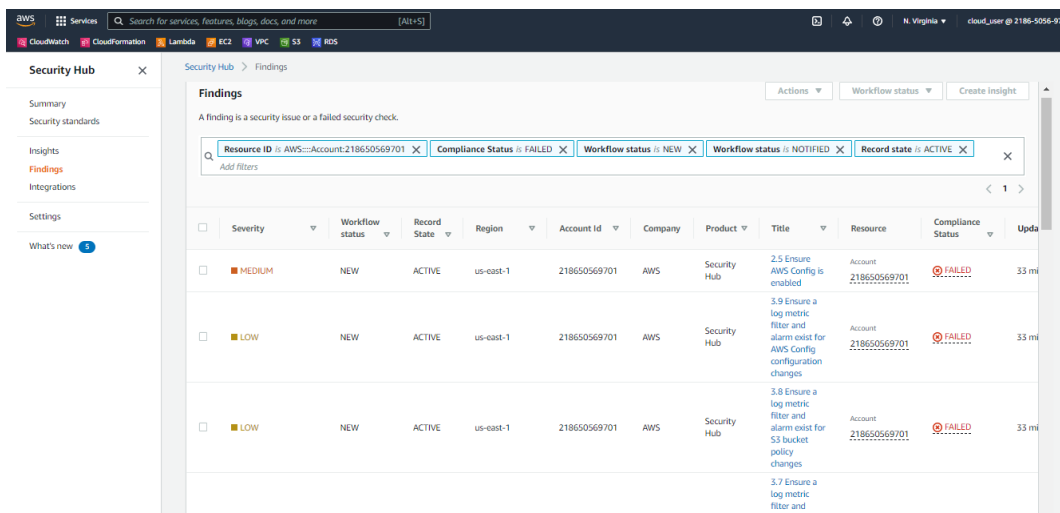 aws
Services
Search for services, features, blogs, docs, and more
[Alt+S]
N. Virginia
cloud_user @ 2186-5056-97
CloudWatch
CloudFormation
Lambda
EC2
VPC
S3
RDS
Security Hub
Summary
Security standards
Insights
Findings
Integrations
Settings
What's new 5
Security Hub > Findings
Findings
Actions
Workflow status
Create insight
A finding is a security issue or a failed security check.
Resource ID is AWS::::Account:218650569701
Compliance Status is FAILED
Workflow status is NEW
Workflow status is NOTIFIED
Record state is ACTIVE
Add filters
1
Severity
Workflow
status
Record
State
Region
Account Id
Company
Product
Title
Resource
Compliance
Status
Upda
MEDIUM
NEW
ACTIVE
us-east-1
218650569701
AWS
Security
Hub
2.5 Ensure
AWS Config is
enabled
Account
218650569701
FAILED
33 mi
LOW
NEW
ACTIVE
us-east-1
218650569701
AWS
Security
Hub
3.9 Ensure a
log metric
filter and
alarm exist for
AWS Config
configuration
changes
Account
218650569701
FAILED
33 mi
LOW
NEW
ACTIVE
us-east-1
218650569701
AWS
Security
Hub
3.8 Ensure a
log metric
filter and
alarm exist for
S3 bucket
policy
changes
Account
218650569701
FAILED
33 mi
3.7 Ensure a
log metric
filter and